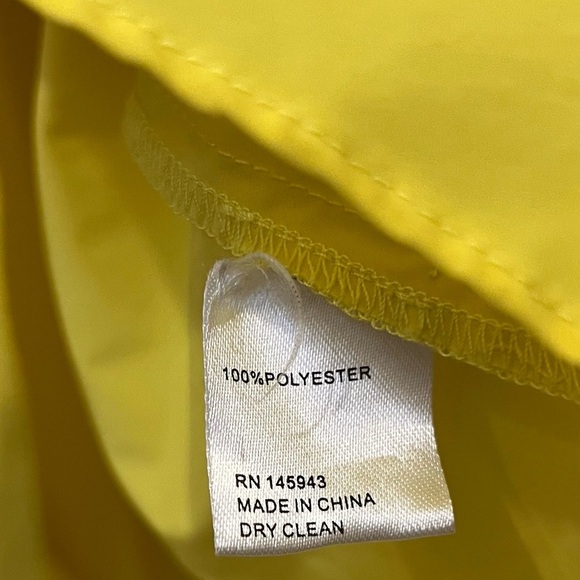 100%POLYESTER
RN 145943
MADE IN CHINA
DRY CLEAN